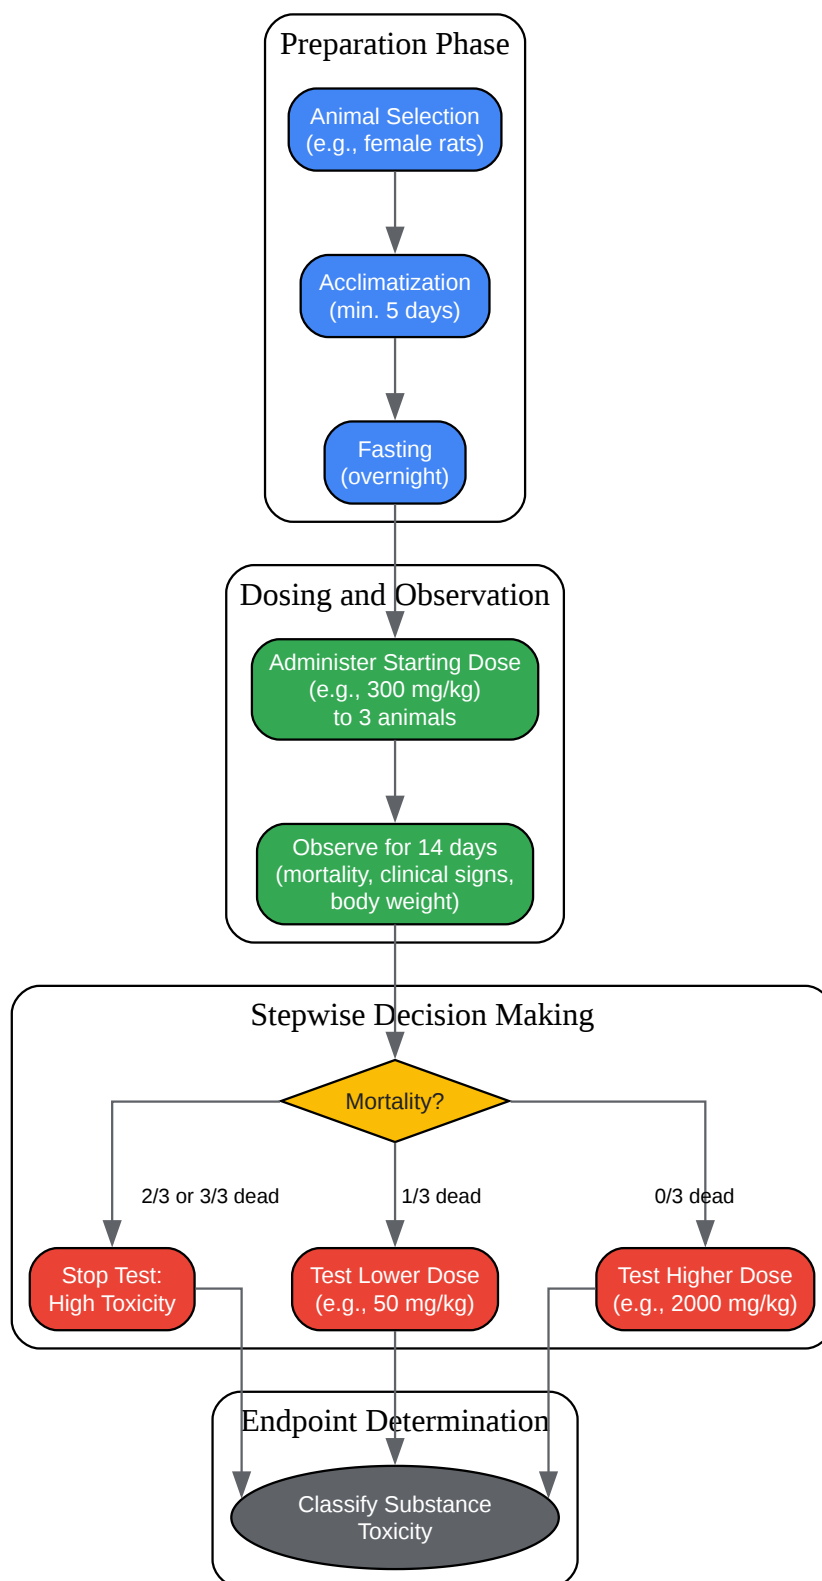 Preparation Phase
Animal Selection
(e.g., female rats)
Acclimatization
(min. 5 days)
Fasting
(overnight)
Dosing and Observation
Administer Starting Dose
(e.g., 300 mg/kg)
to 3 animals
Observe for 14 days
(mortality, clinical signs,
body weight)
Stepwise Decision Making
Mortality?
2/3 or 3/3 dead
1/3 dead
0/3 dead
Stop Test:
High Toxicity
Test Lower Dose
(e.g., 50 mg/kg)
Test Higher Dose
(e.g., 2000 mg/kg)
Endpoint Determination
Classify Substance
Toxicity